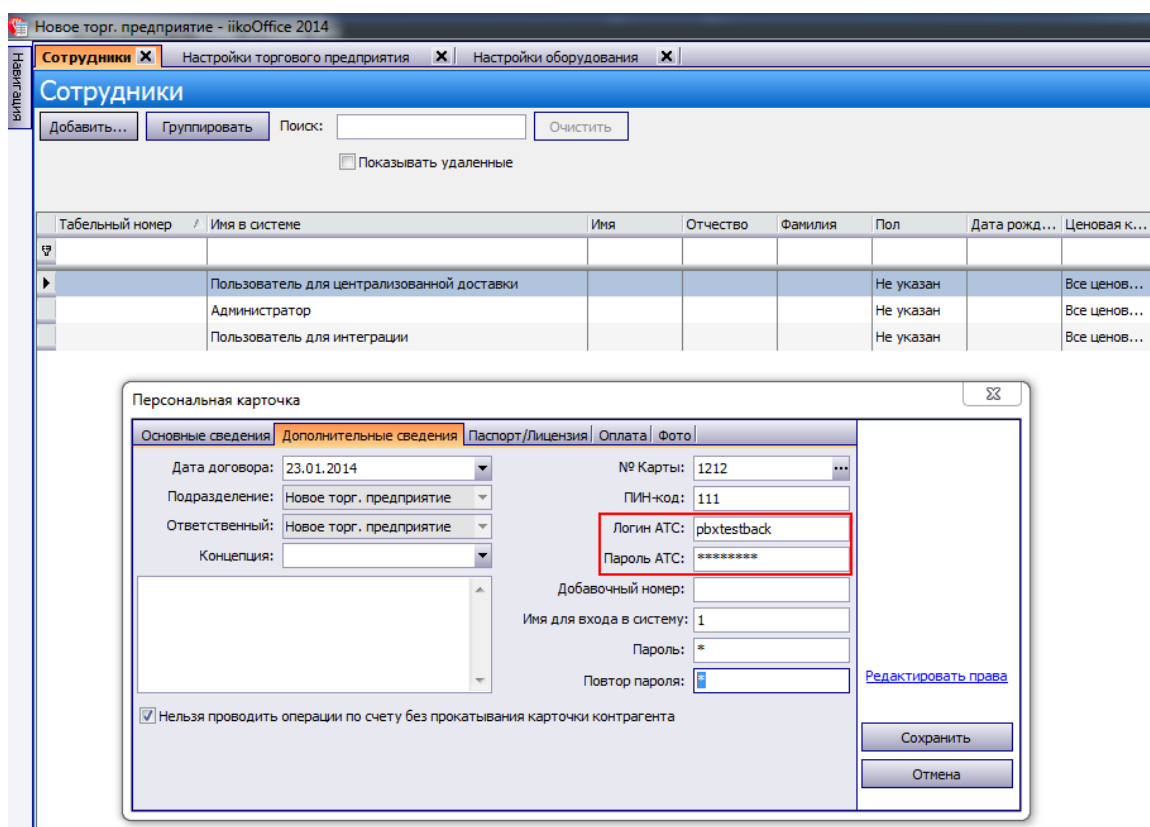 Новое торг. предприятие - iikoOffice 2014
Навигация
Сотрудники Настройки торгового предприятия Настройки оборудования
Сотрудники
Добавить... Группировать Поиск: Очистить
Показывать удаленные
Табельный номер Имя в системе Имя Отчество Фамилия Пол Дата рожд... Ценовая к...
Пользователь для централизованной доставки Не указан Все ценов...
Администратор Не указан Все ценов...
Пользователь для интеграции Не указан Все ценов...
Персональная карточка
Основные сведения Дополнительные сведения Паспорт/Лицензия Оплата Фото
Дата договора: 23.01.2014 № Карты: 1212 ...
Подразделение: Новое торг. предприятие ПИН-код: 111
Ответственный: Новое торг. предприятие Логин АТС: pbxtestback
Концепция: Пароль АТС: ********
Добавочный номер:
Имя для входа в систему: 1
Пароль: *
Повтор пароля: *
Редактировать права
Нельзя проводить операции по счету без прокатывания карточки контрагента
Сохранить
Отмена